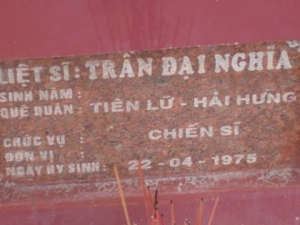 LIỆT SĨ : TRẦN ĐẠI NGHĨA
SINH NĂM :
QUÊ QUÁN : TIÊN LỮ - HẢI HƯNG
CHỨC VỤ : CHIẾN SĨ
ĐƠN VỊ :
NGÀY HY SINH : 22-04-1975